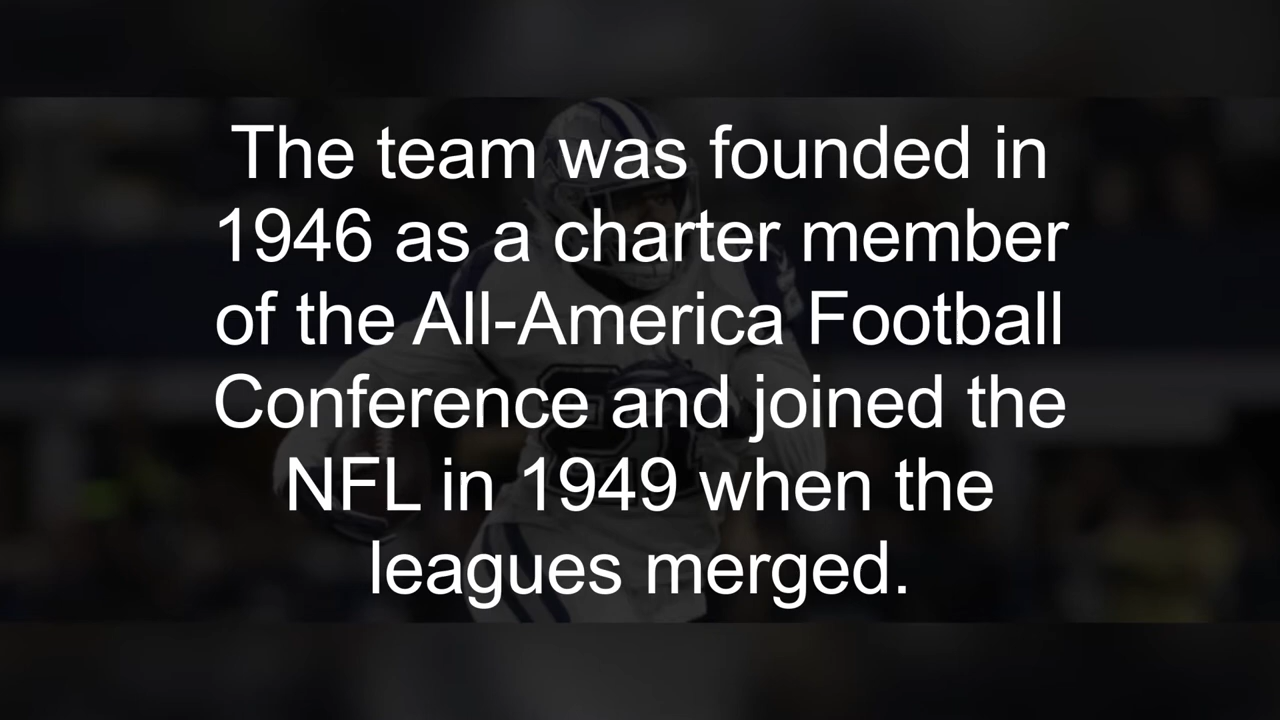 The team was founded in
1946 as a charter member
of the All-America Football
Conference and joined the
NFL in 1949 when the
leagues merged.